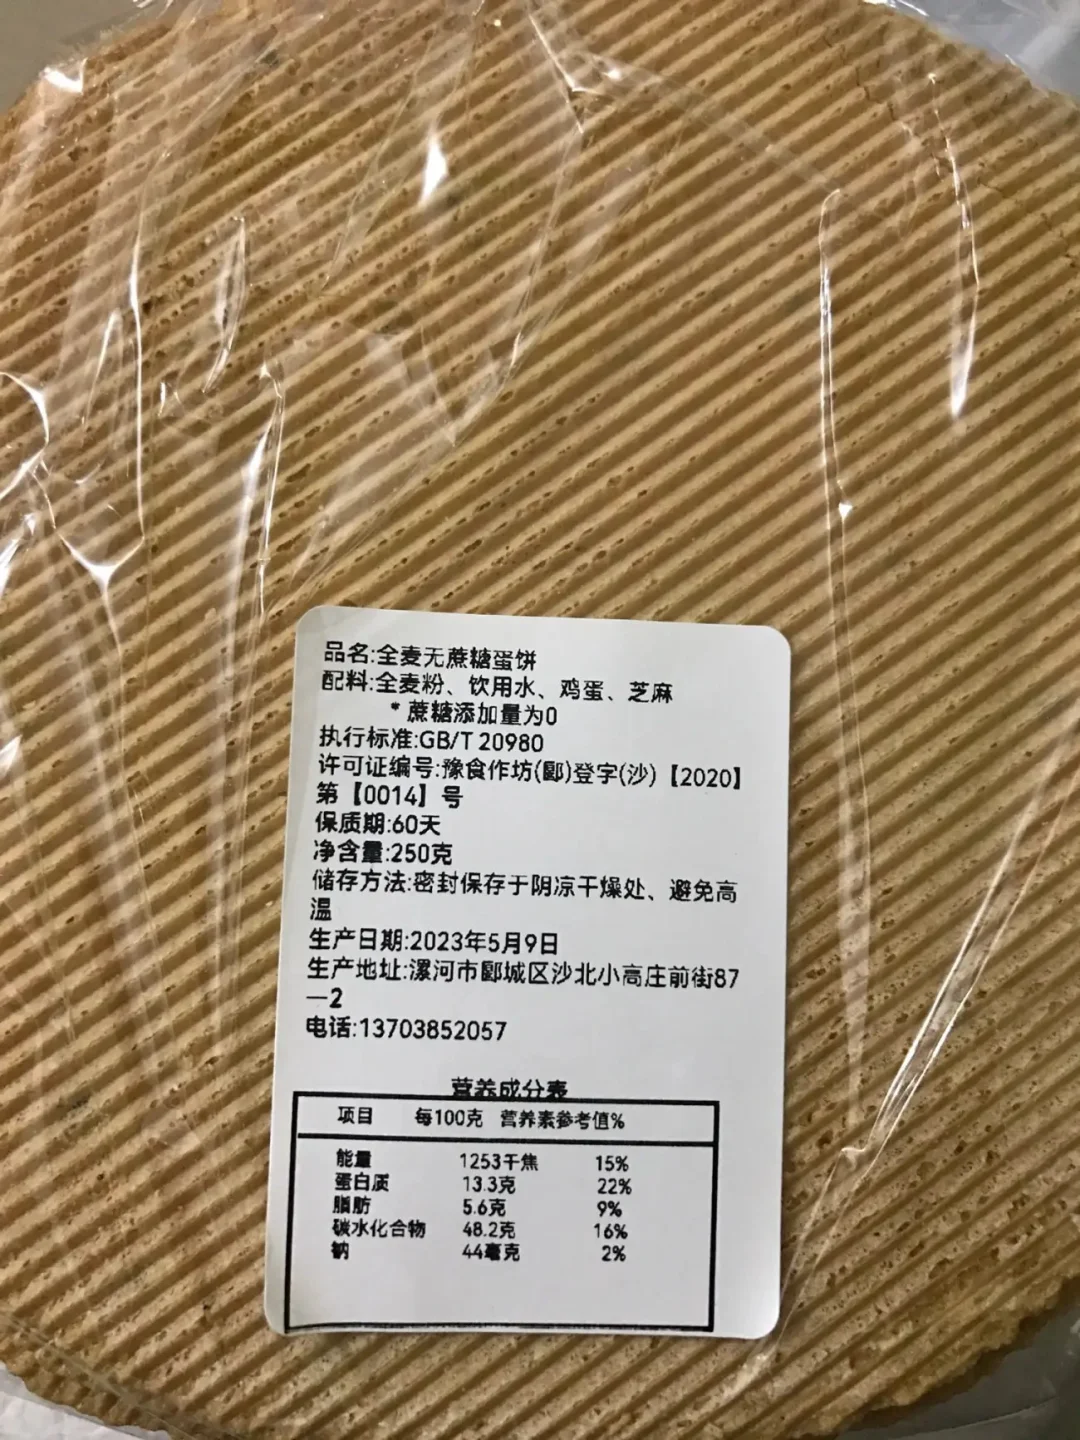 品名:全麦无蔗糖蛋饼
配料:全麦粉、饮用水、鸡蛋、芝麻
*蔗糖添加量为0
执行标准:GB/T 20980
许可证编号:豫食作坊(郾)登字(沙)【2020】
第【0014】号
保质期:60天
净含量:250克
储存方法:密封保存于阴凉干燥处、避免高
温
生产日期:2023年5月9日
生产地址:漯河市郾城区沙北小高庄前街87
—2
电话:13703852057
营养成分表
项目 每100克 营养素参考值%
能量 1253千焦 15%
蛋白质 13.3克 22%
脂肪 5.6克 9%
碳水化合物 48.2克 16%
钠 44毫克 2%